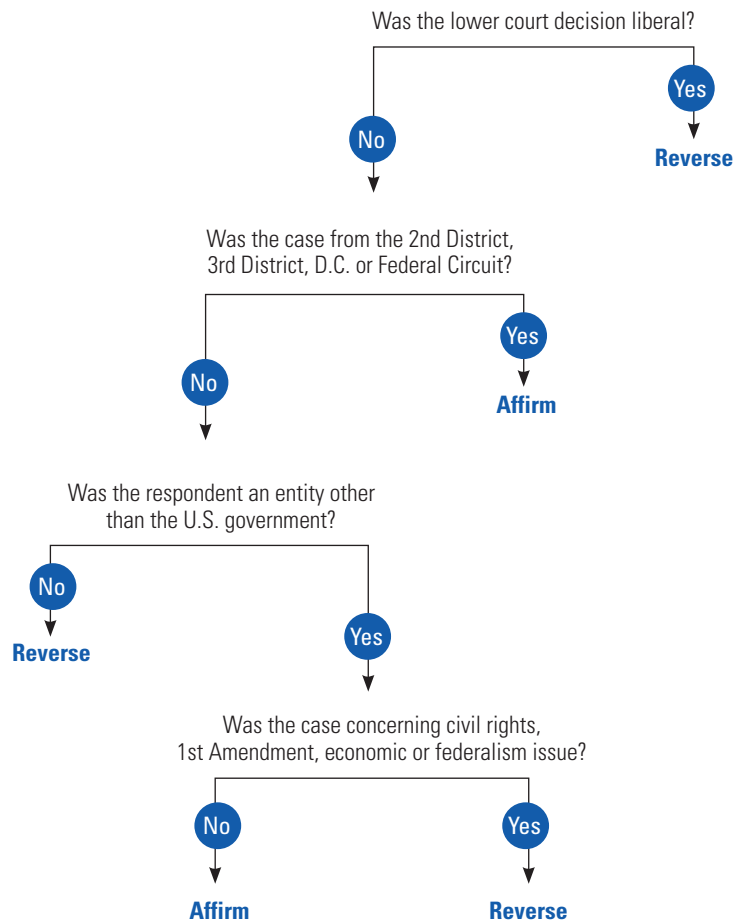 Was the lower court decision liberal?
Yes
No
Reverse
Was the case from the 2nd District,
3rd District, D.C. or Federal Circuit?
Yes
No
Affirm
Was the respondent an entity other
than the U.S. government?
No
Yes
Reverse
Was the case concerning civil rights,
1st Amendment, economic or federalism issue?
No
Yes
Affirm
Reverse